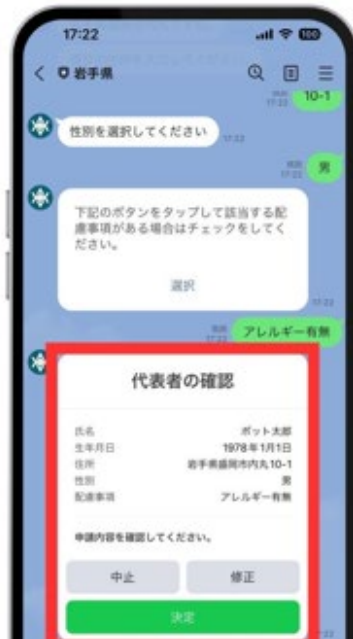 17:22
岩手県
10-1
17:22
性別を選択してください
17:22
男
17:22
下記のボタンをタップして該当する配
慮事項がある場合はチェックをしてく
ださい。
選択
17:22
アレルギー有無
代表者の確認
氏名 ボット太郎
生年月日 1978年1月1日
住所 岩手県盛岡市内丸10-1
性別 男
配慮事項 アレルギー有無
申請内容を確認してください。
中止 修正
決定